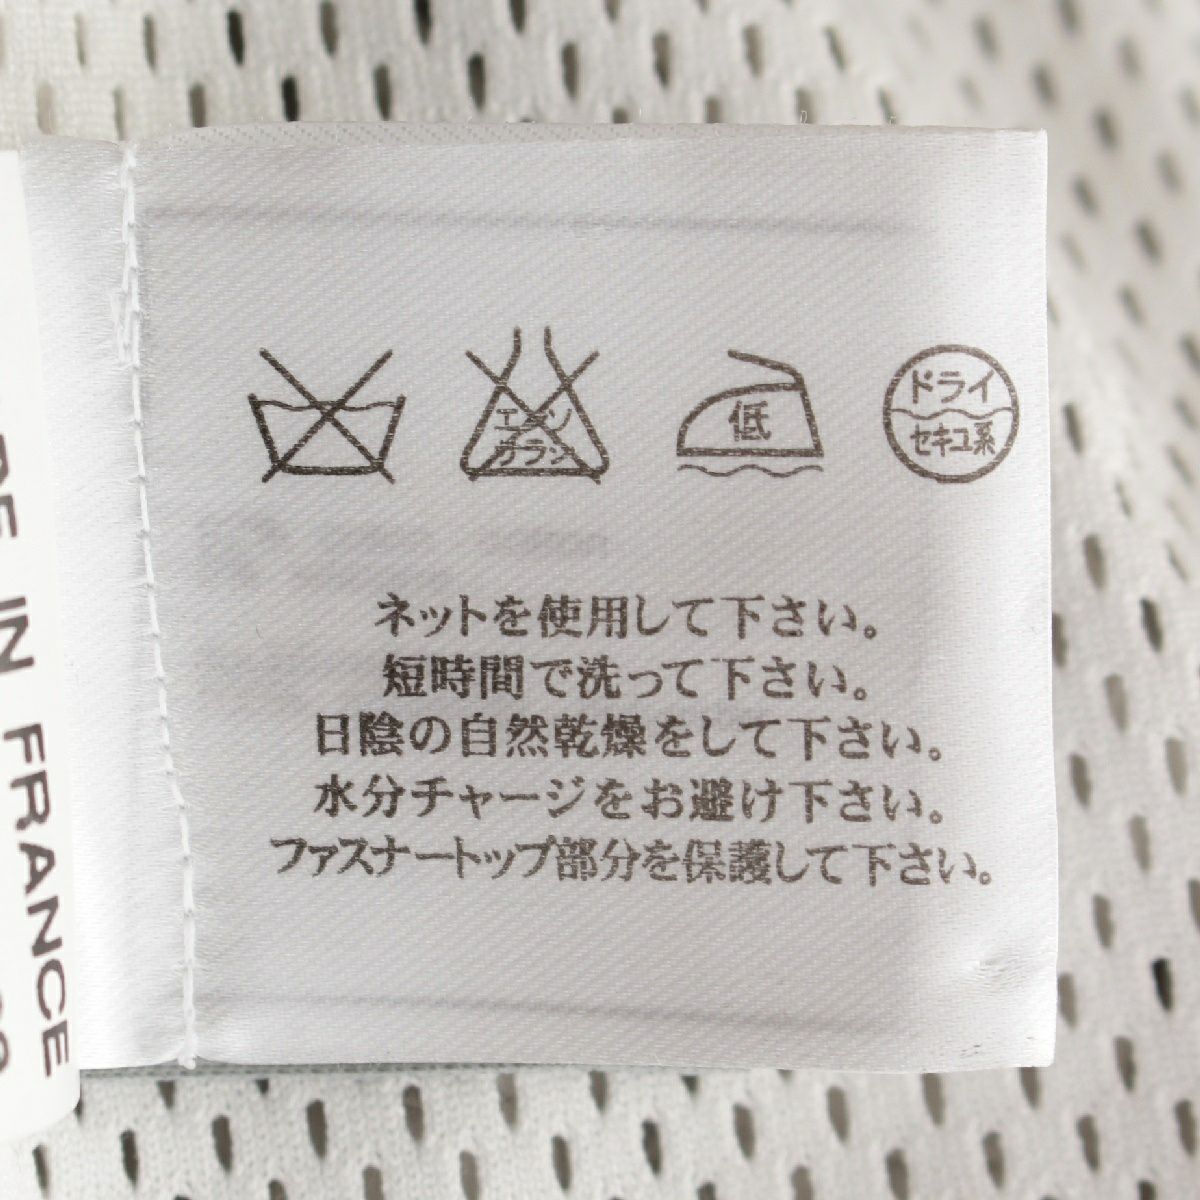 エンソ
サラシ
低
ドライ
セキユ系
ネットを使用して下さい。
短時間で洗って下さい。
日陰の自然乾燥をして下さい。
水分チャージをお避け下さい。
ファスナートップ部分を保護して下さい。
DE IN FRANCE